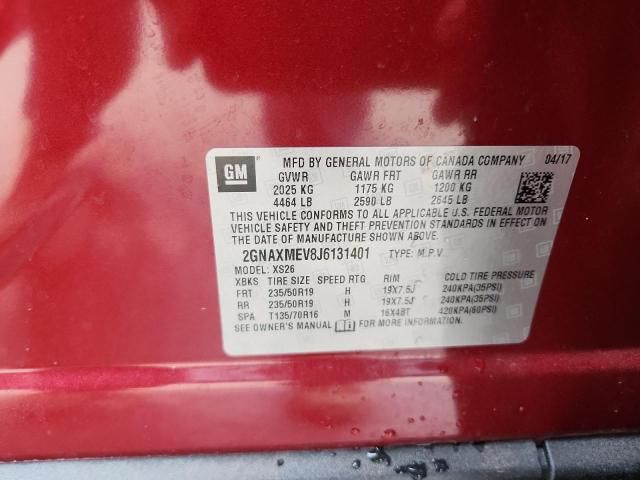 GM
MFD BY GENERAL MOTORS OF CANADA COMPANY 04/17
GVWR GAWR FRT GAWR RR
2025 KG 1175 KG 1200 KG
4464 LB 2590 LB 2645 LB
THIS VEHICLE CONFORMS TO ALL APPLICABLE U.S. FEDERAL MOTOR
VEHICLE SAFETY AND THEFT PREVENTION STANDARDS IN EFFECT ON
THE DATE OF MANUFACTURE SHOWN ABOVE.
2GNAXMEV8J6131401 TYPE: M.P.V
MODEL: XS26
XBKS TIRE SIZE SPEED RTG RIM COLD TIRE PRESSURE
FRT 235/50R19 H 19X7.5J 240KPA(35PSI)
RR 235/50R19 H 19X7.5J 240KPA(35PSI)
SPA T135/70R16 M 16X4BT 420KPA(60PSI)
SEE OWNER'S MANUAL FOR MORE INFORMATION.